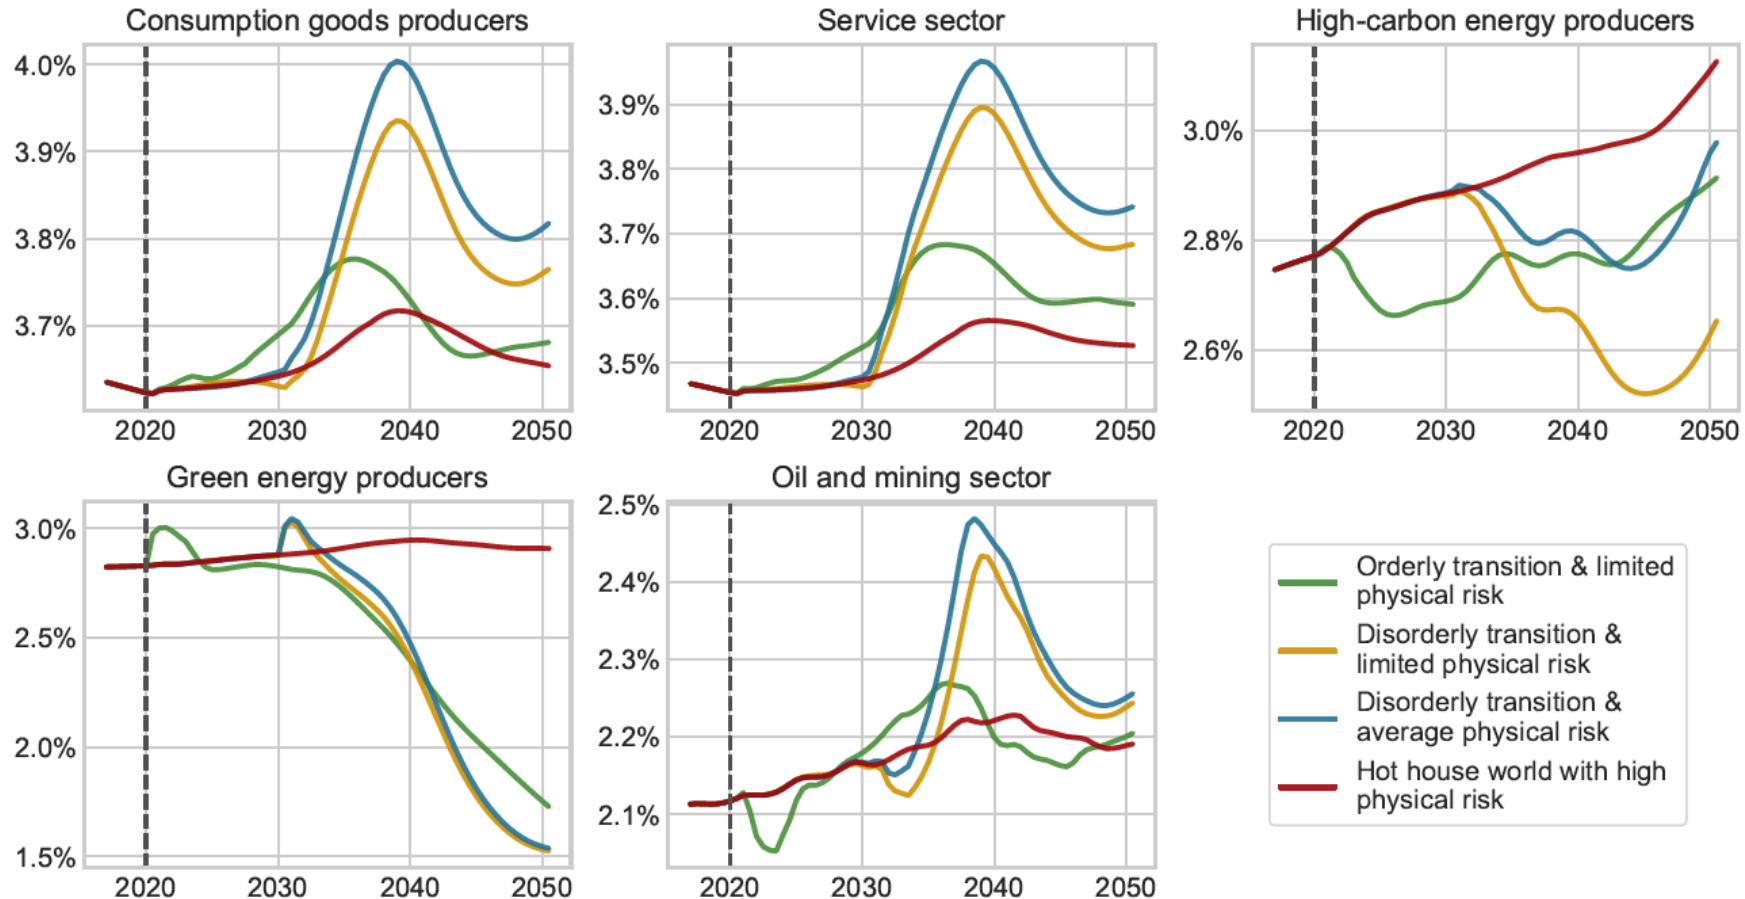 Consumption goods producers
4.0%
3.9%
3.8%
3.7%
2020 2030 2040 2050
Service sector
3.9%
3.8%
3.7%
3.6%
3.5%
2020 2030 2040 2050
High-carbon energy producers
3.0%
2.8%
2.6%
2020 2030 2040 2050
Green energy producers
3.0%
2.5%
2.0%
1.5%
2020 2030 2040 2050
Oil and mining sector
2.5%
2.4%
2.3%
2.2%
2.1%
2020 2030 2040 2050
Orderly transition & limited
physical risk
Disorderly transition &
limited physical risk
Disorderly transition &
average physical risk
Hot house world with high
physical risk